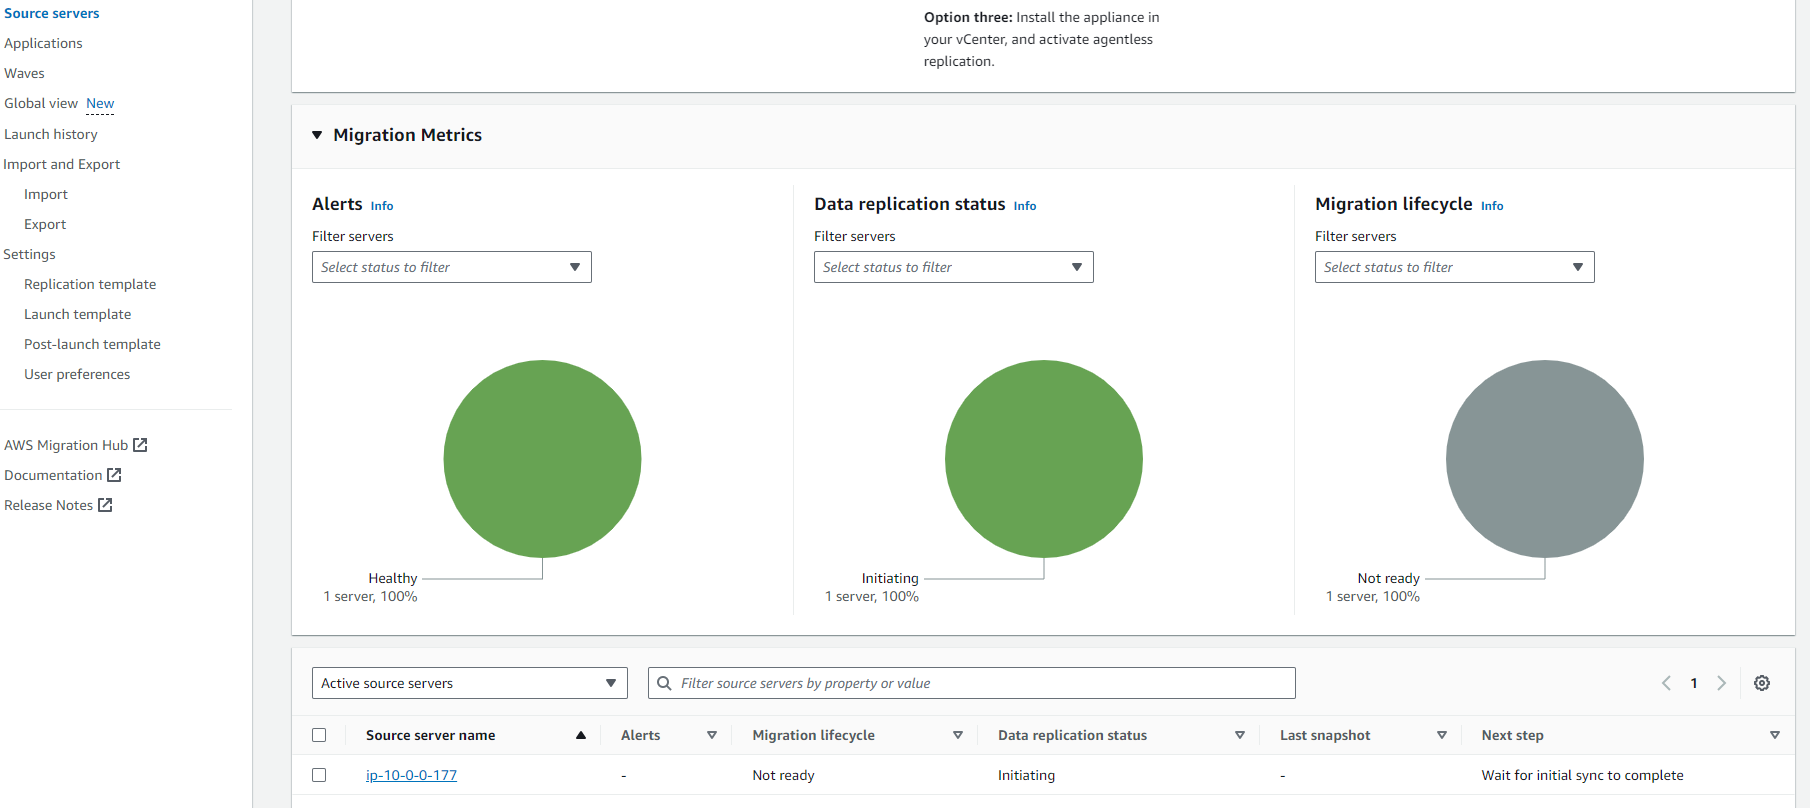 Source servers
Applications
Waves
Global view New
Launch history
Import and Export
Import
Export
Settings
Replication template
Launch template
Post-launch template
User preferences
AWS Migration Hub
Documentation
Release Notes
Option three: Install the appliance in
your vCenter, and activate agentless
replication.
Migration Metrics
Alerts Info
Filter servers
Select status to filter
Healthy
1 server, 100%
Data replication status Info
Filter servers
Select status to filter
Initiating
1 server, 100%
Migration lifecycle Info
Filter servers
Select status to filter
Not ready
1 server, 100%
Active source servers
Filter source servers by property or value
1
Source server name Alerts Migration lifecycle Data replication status Last snapshot Next step
ip-10-0-0-177 - Not ready Initiating - Wait for initial sync to complete